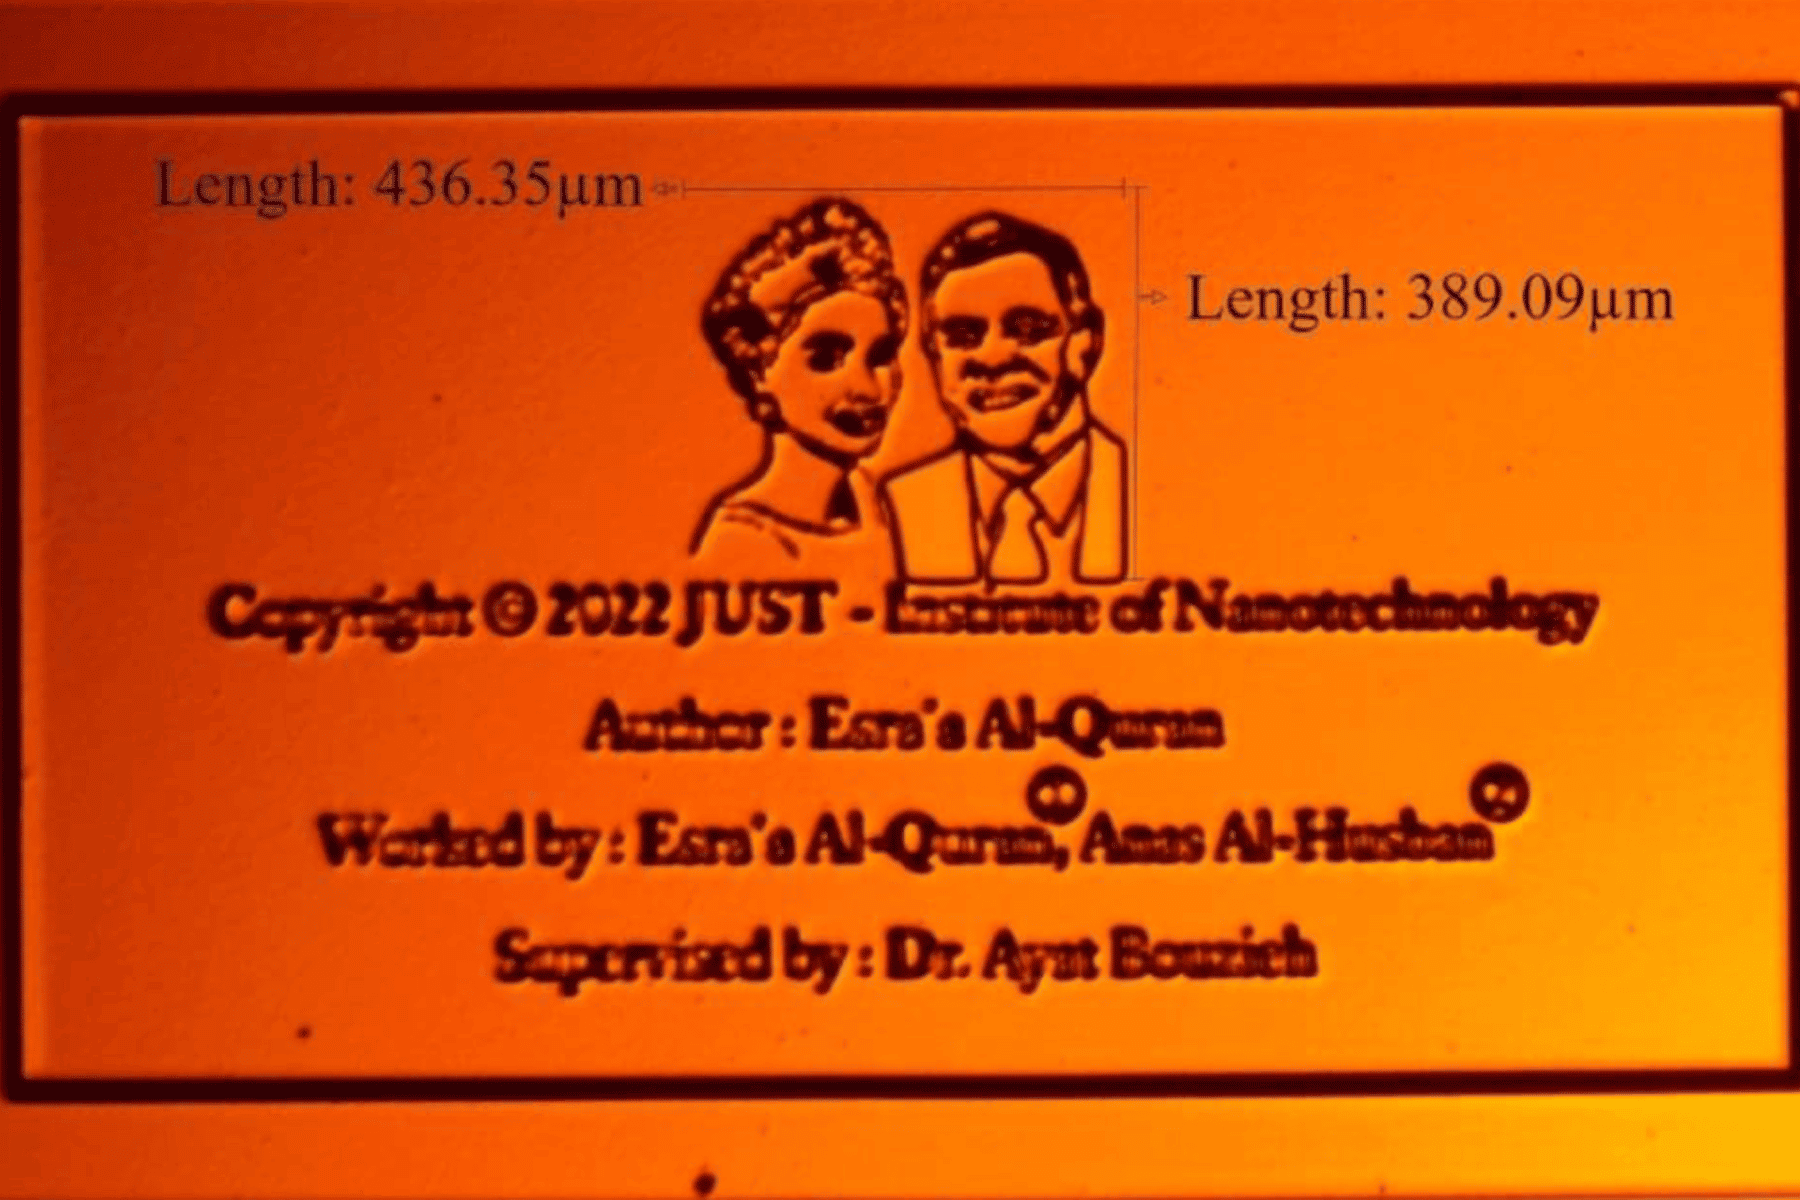 Length: 436.35µm
Length: 389.09µm
Copyright © 2022 JUST - Institute of Nanotechnology
Author : Esra'a Al-Quran
Worked by : Esra'a Al-Quran, Anas Al-Husban
Supervised by : Dr. Ayat Bouzieh